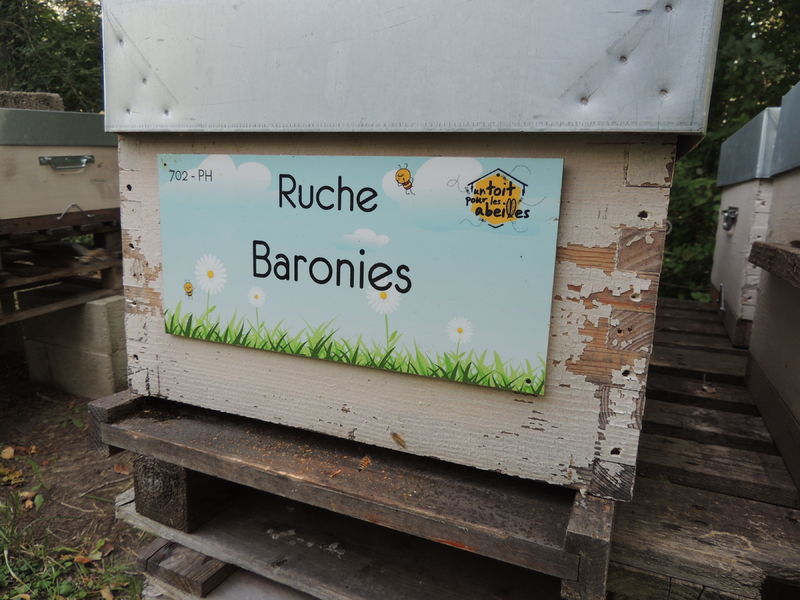 702 - PH
Ruche
Baronies
un toit
pour les
abeilles